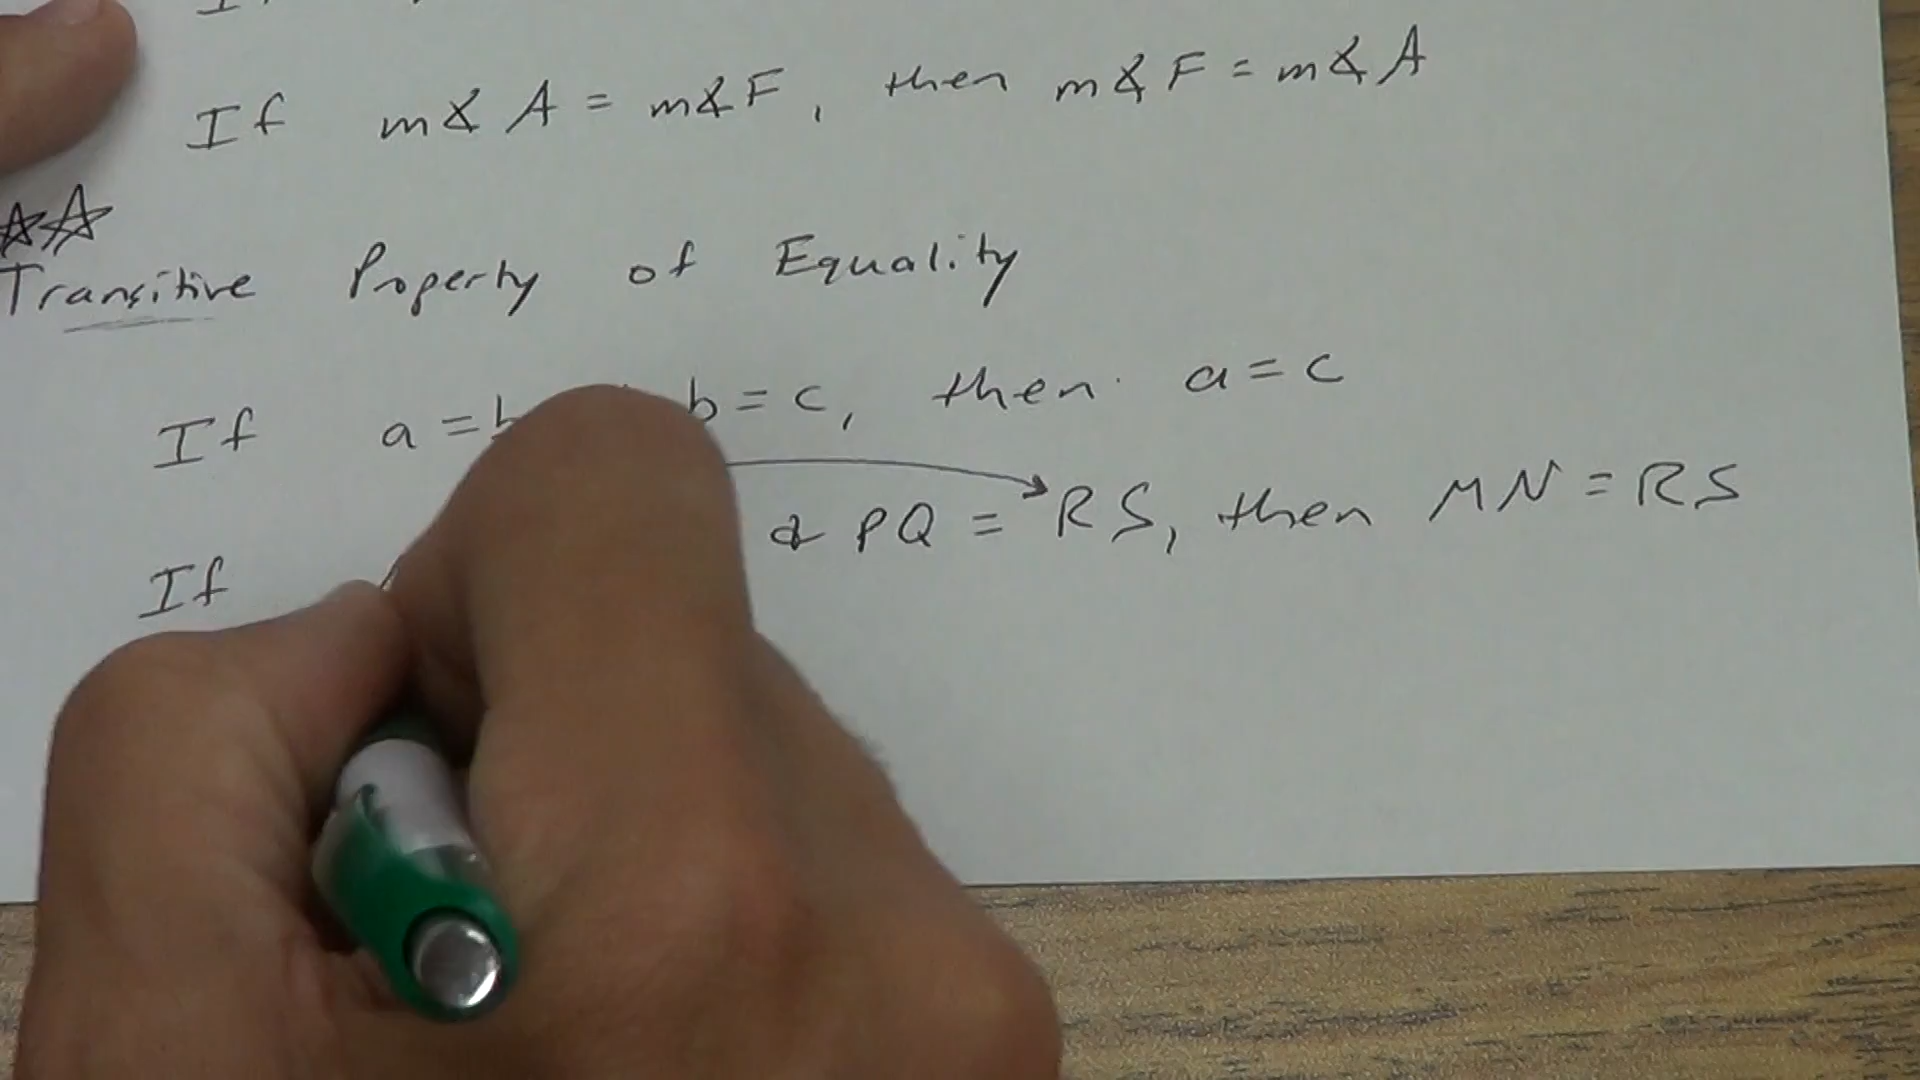 If m∡A = m∡F, then m∡F = m∡A
Transitive Property of Equality
If a = b = c, then a = c
If & PQ = RS, then MN = RS